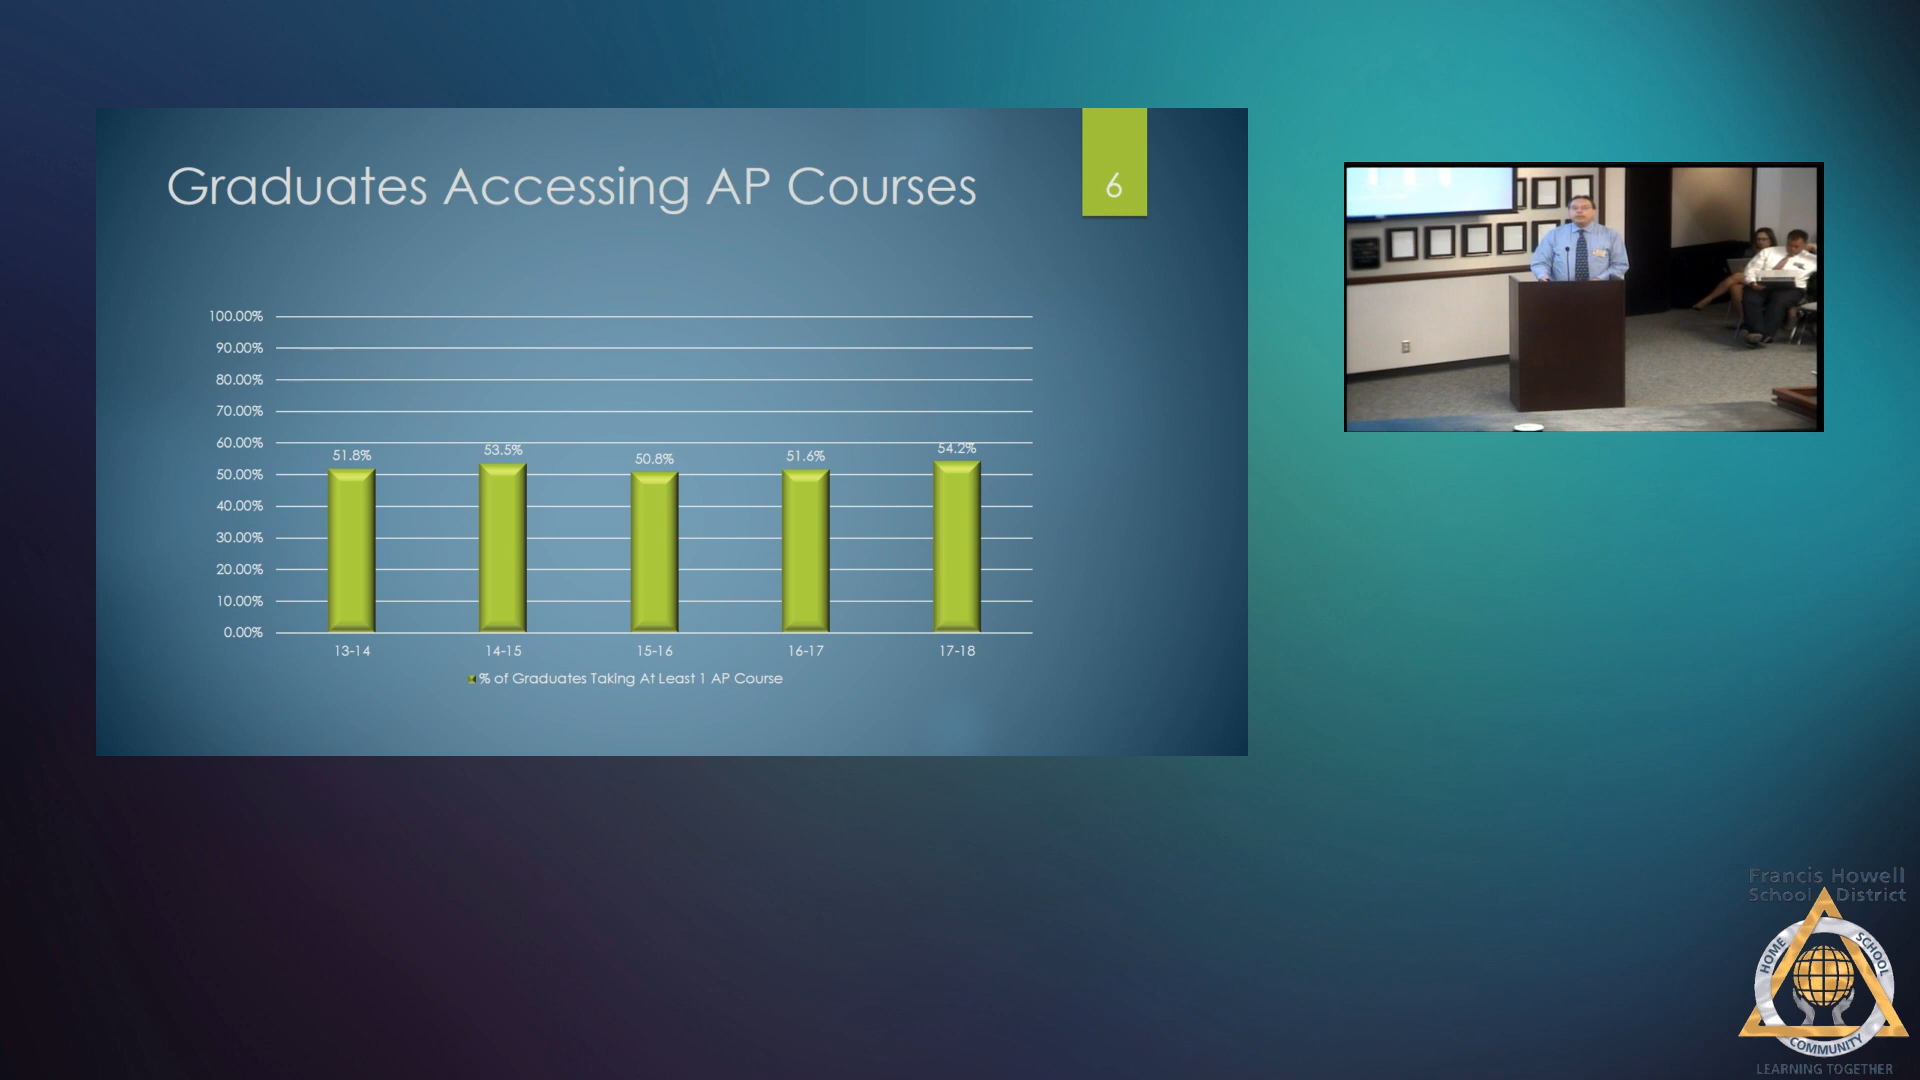 Graduates Accessing AP Courses
6
100.00%
90.00%
80.00%
70.00%
60.00%
50.00%
40.00%
30.00%
20.00%
10.00%
0.00%
51.8%
53.5%
50.8%
51.6%
54.2%
13-14
14-15
15-16
16-17
17-18
% of Graduates Taking At Least 1 AP Course
Francis Howell
School District
HOME
SCHOOL
COMMUNITY
LEARNING TOGETHER